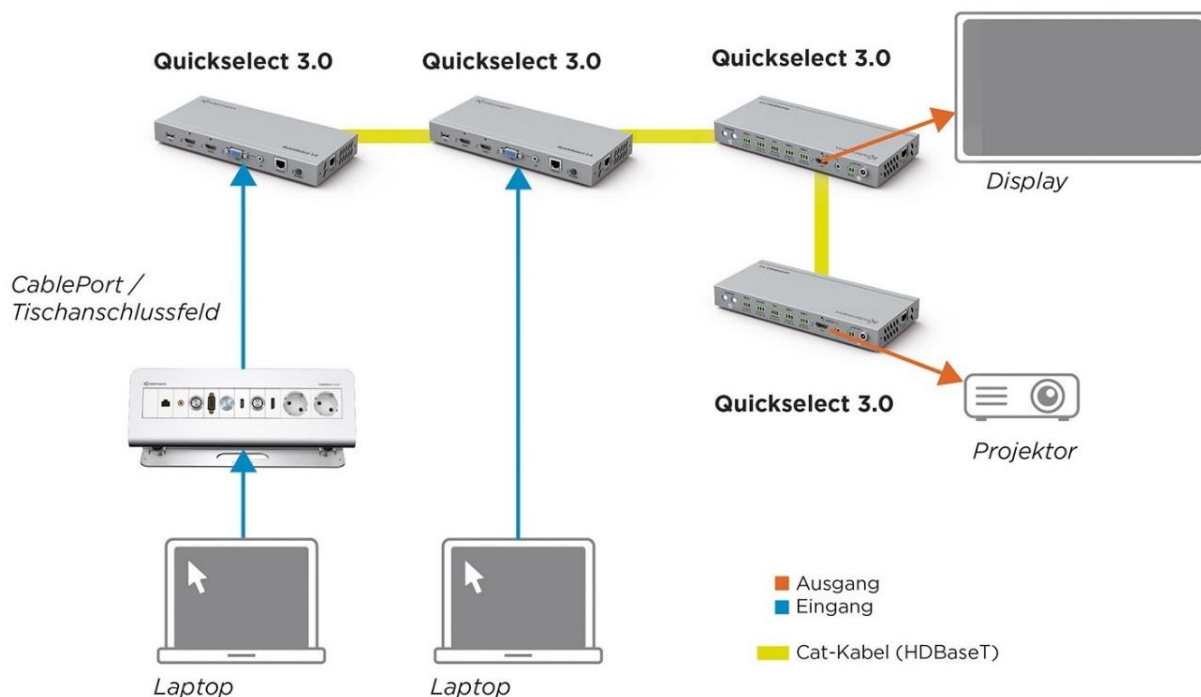 Quickselect 3.0
Quickselect 3.0
Quickselect 3.0
Display
CablePort /
Tischanschlussfeld
Quickselect 3.0
Projektor
Ausgang
Eingang
Cat-Kabel (HDBaseT)
Laptop
Laptop